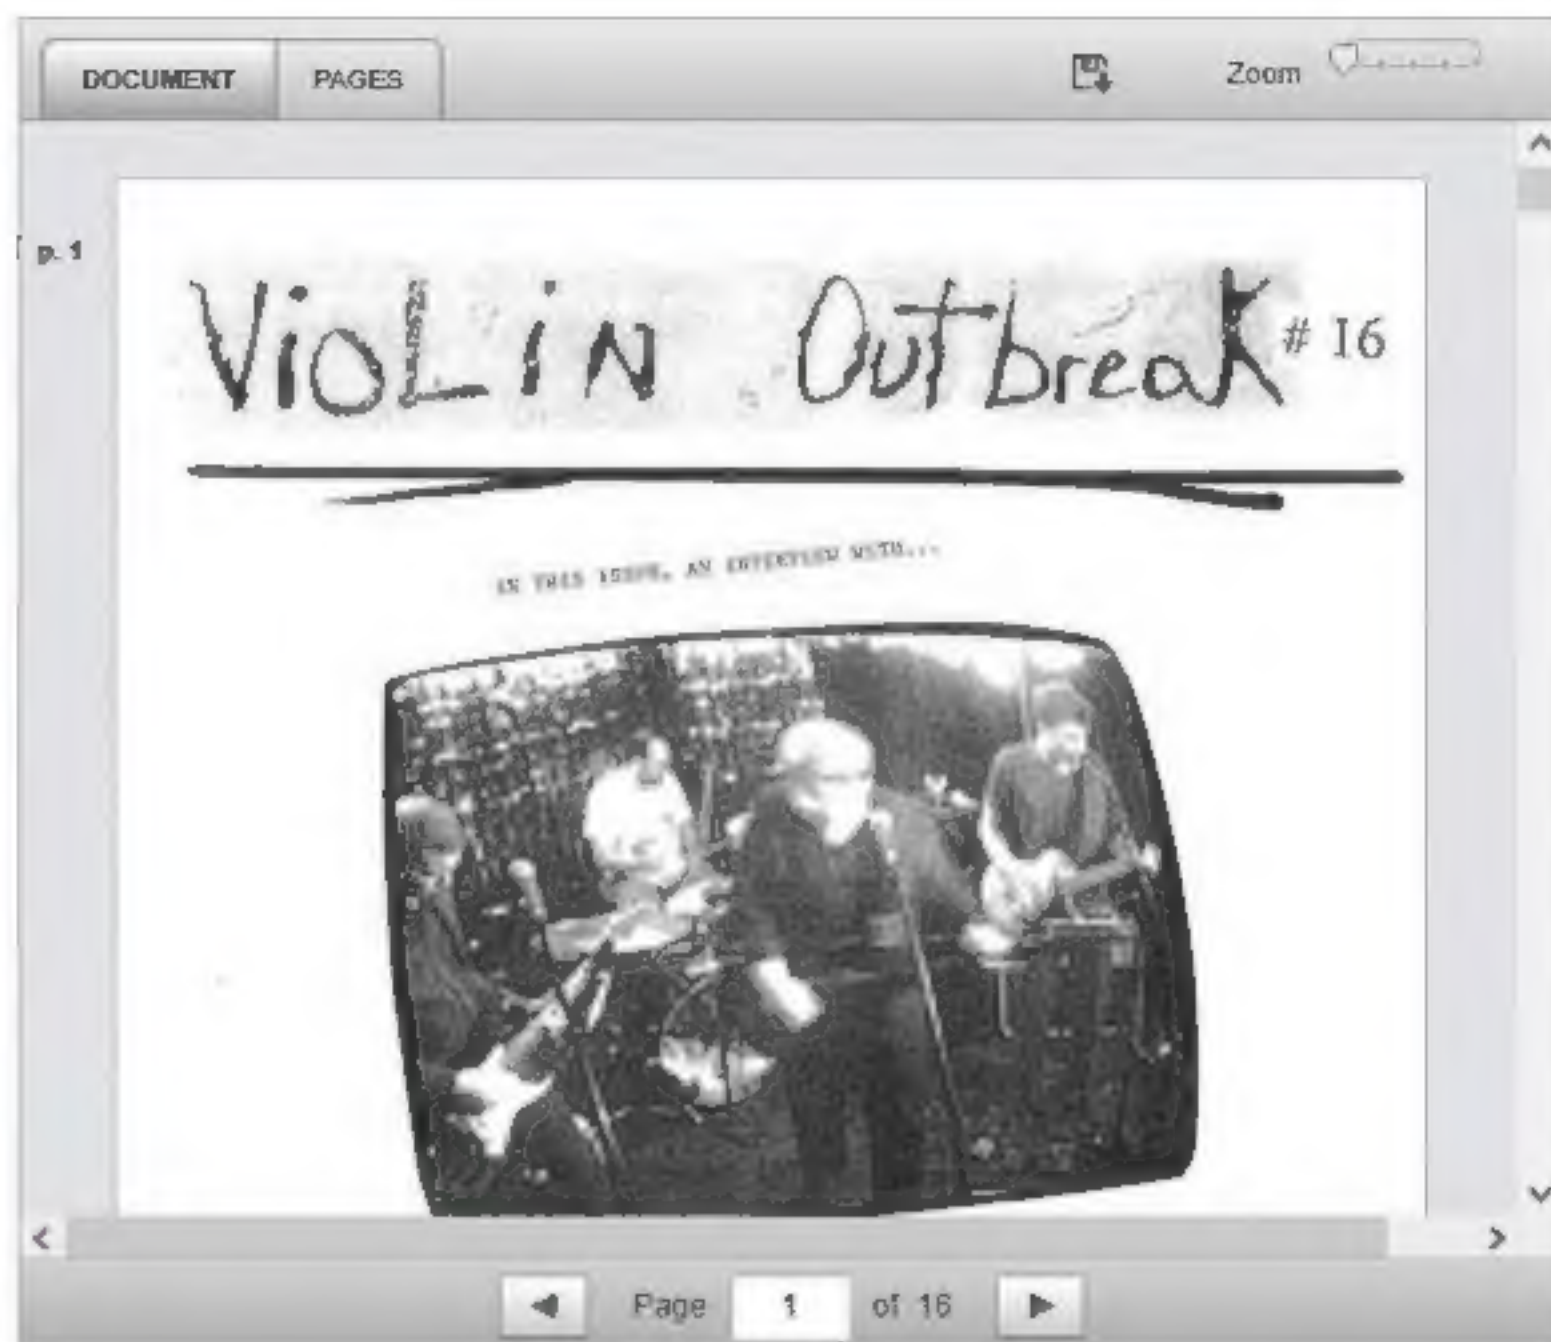 DOCUMENT PAGES Zoom
p. 1
VioLiN Outbreak # 16
IN THIS ISSUE, AN INTERVIEW WITH...
Page 1 of 16